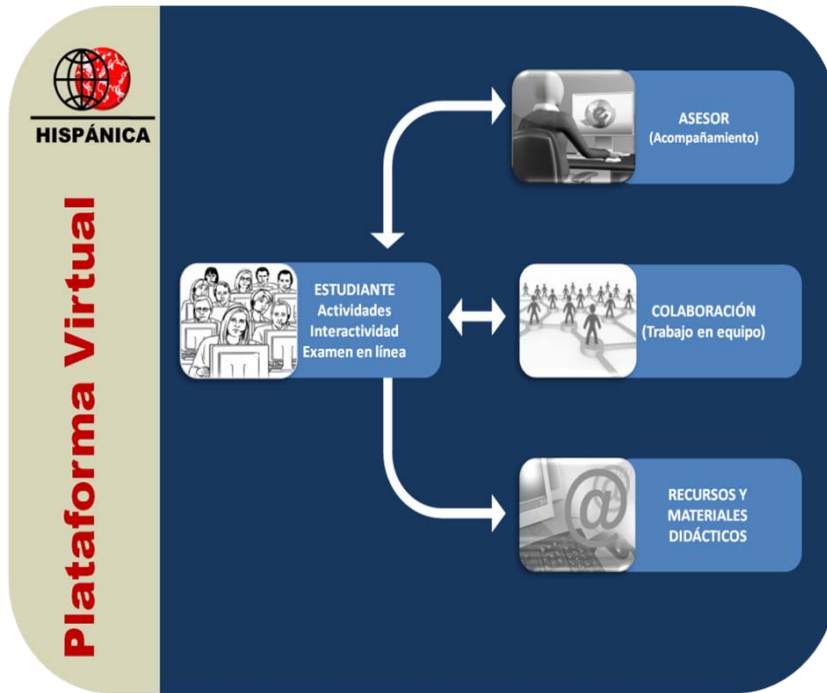 HISPÁNICA
Plataforma Virtual
ASESOR
(Acompañamiento)
ESTUDIANTE
Actividades
Interactividad
Examen en línea
COLABORACIÓN
(Trabajo en equipo)
RECURSOS Y
MATERIALES
DIDÁCTICOS